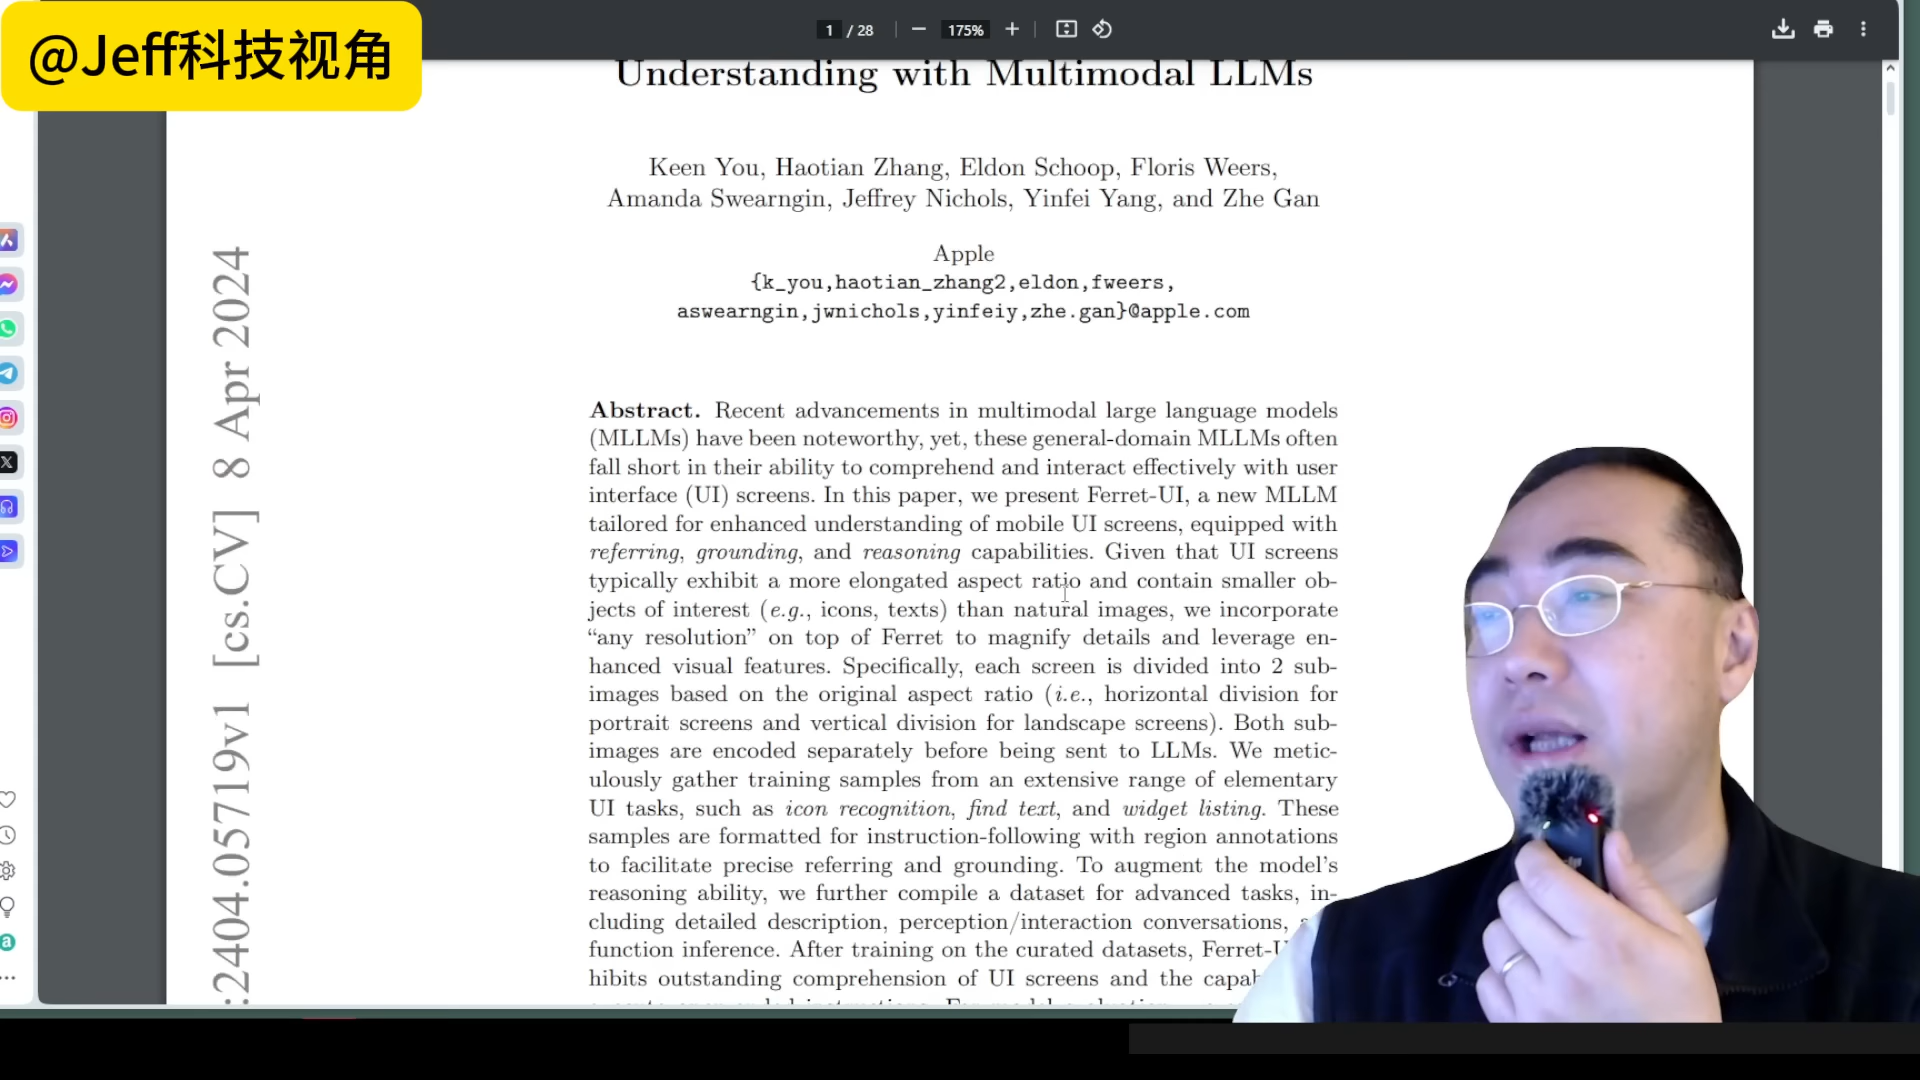 @Jeff科技视角
1 / 28
175%
Understanding with Multimodal LLMs
Keen You, Haotian Zhang, Eldon Schoop, Floris Weers,
Amanda Swearngin, Jeffrey Nichols, Yinfei Yang, and Zhe Gan
Apple
{k_you,haotian_zhang2,eldon,fweers,
aswearngin,jwnichols,yinfeiy,zhe.gan}@apple.com
:2404.05719v1 [cs.CV] 8 Apr 2024
Abstract. Recent advancements in multimodal large language models
(MLLMs) have been noteworthy, yet, these general-domain MLLMs often
fall short in their ability to comprehend and interact effectively with user
interface (UI) screens. In this paper, we present Ferret-UI, a new MLLM
tailored for enhanced understanding of mobile UI screens, equipped with
referring, grounding, and reasoning capabilities. Given that UI screens
typically exhibit a more elongated aspect ratio and contain smaller ob-
jects of interest (e.g., icons, texts) than natural images, we incorporate
“any resolution” on top of Ferret to magnify details and leverage en-
hanced visual features. Specifically, each screen is divided into 2 sub-
images based on the original aspect ratio (i.e., horizontal division for
portrait screens and vertical division for landscape screens). Both sub-
images are encoded separately before being sent to LLMs. We metic-
ulously gather training samples from an extensive range of elementary
UI tasks, such as icon recognition, find text, and widget listing. These
samples are formatted for instruction-following with region annotations
to facilitate precise referring and grounding. To augment the model’s
reasoning ability, we further compile a dataset for advanced tasks, in-
cluding detailed description, perception/interaction conversations,
function inference. After training on the curated datasets,
hibits outstanding comprehension of UI screens and the